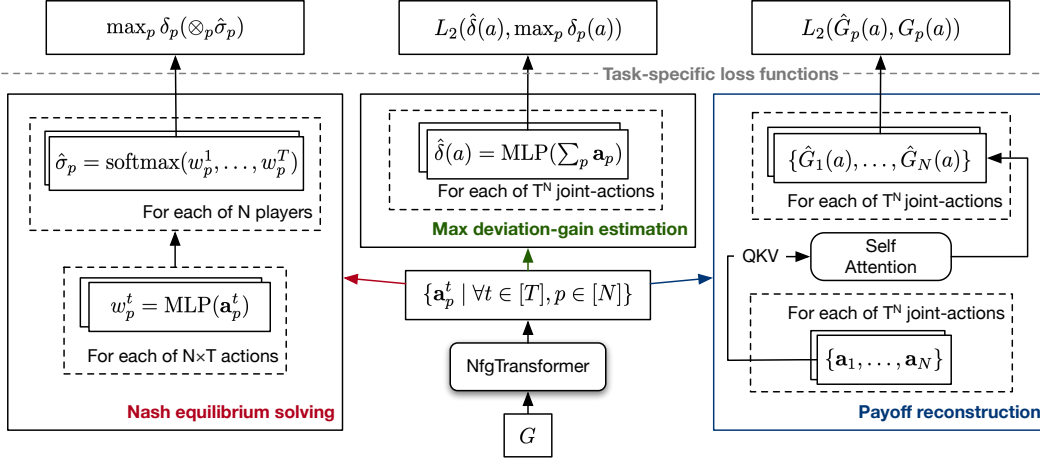 max_p δ_p(⊗_p σ̂_p)
L₂(δ̂(a), max_p δ_p(a))
L₂(Ĝ_p(a), G_p(a))
Task-specific loss functions
σ̂_p = softmax(w_p^1, . . . , w_p^T)
For each of N players
w_p^t = MLP(𝐚_p^t)
For each of N×T actions
Nash equilibrium solving
δ̂(a) = MLP(∑_p 𝐚_p)
For each of T^N joint-actions
Max deviation-gain estimation
{𝐚_p^t | ∀t ∈ [T], p ∈ [N]}
NfgTransformer
G
{Ĝ_1(a), . . . , Ĝ_N(a)}
For each of T^N joint-actions
QKV
Self
Attention
For each of T^N joint-actions
{𝐚_1, . . . , 𝐚_N}
Payoff reconstruction